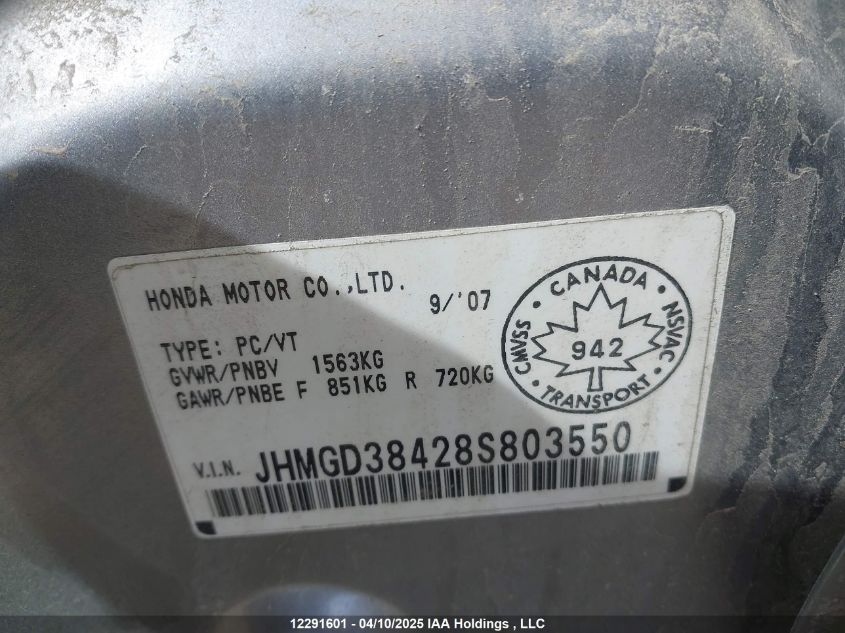 HONDA MOTOR CO.,LTD. 9/'07
TYPE: PC/VT
GVWR/PNBV 1563KG
GAWR/PNBE F 851KG R 720KG
V.I.N. JHMGD38428S803550
· CANADA ·
CMVSS
NSVAC
942
· TRANSPORT ·
12291601 - 04/10/2025 IAA Holdings , LLC